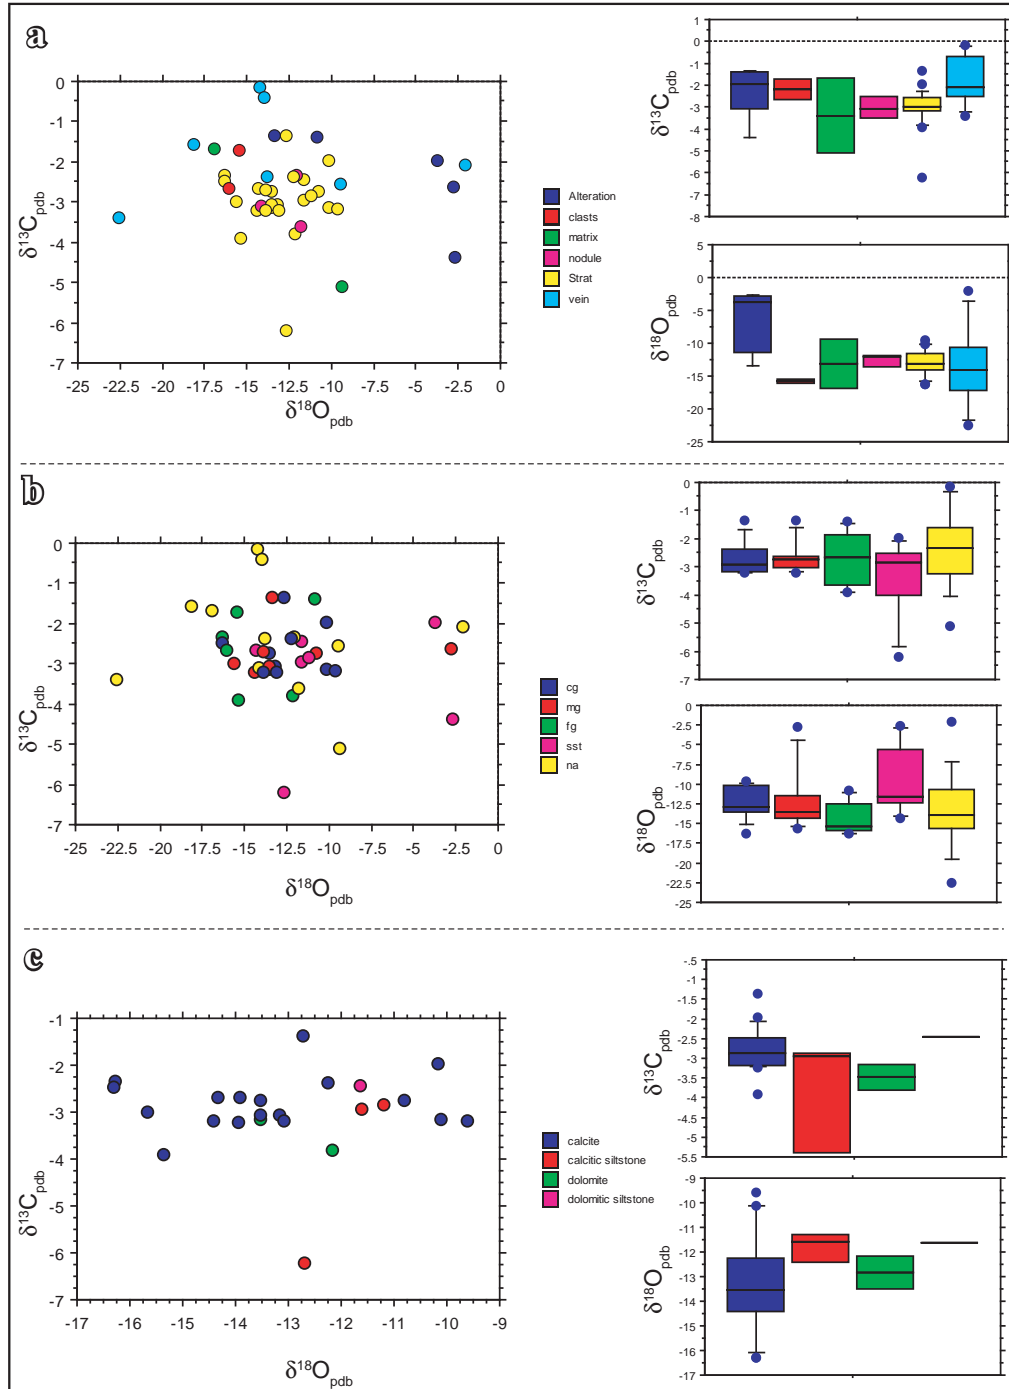 a
0
-1
-2
-3
-4
-5
-6
-7
δ13Cpdb
-25 -22.5 -20 -17.5 -15 -12.5 -10 -7.5 -5 -2.5 0
δ18Opdb
Alteration
clasts
matrix
nodule
Strat
vein
1
0
-1
-2
-3
-4
-5
-6
-7
-8
δ13Cpdb
5
0
-5
-10
-15
-20
-25
δ18Opdb
b
0
-1
-2
-3
-4
-5
-6
-7
δ13Cpdb
-25 -22.5 -20 -17.5 -15 -12.5 -10 -7.5 -5 -2.5 0
δ18Opdb
cg
mg
fg
sst
na
0
-1
-2
-3
-4
-5
-6
-7
δ13Cpdb
0
-2.5
-5
-7.5
-10
-12.5
-15
-17.5
-20
-22.5
-25
δ18Opdb
c
-1
-2
-3
-4
-5
-6
-7
δ13Cpdb
-17 -16 -15 -14 -13 -12 -11 -10 -9
δ18Opdb
calcite
calcitic siltstone
dolomite
dolomitic siltstone
-.5
-1
-1.5
-2
-2.5
-3
-3.5
-4
-4.5
-5
-5.5
δ13Cpdb
-9
-10
-11
-12
-13
-14
-15
-16
-17
δ18Opdb